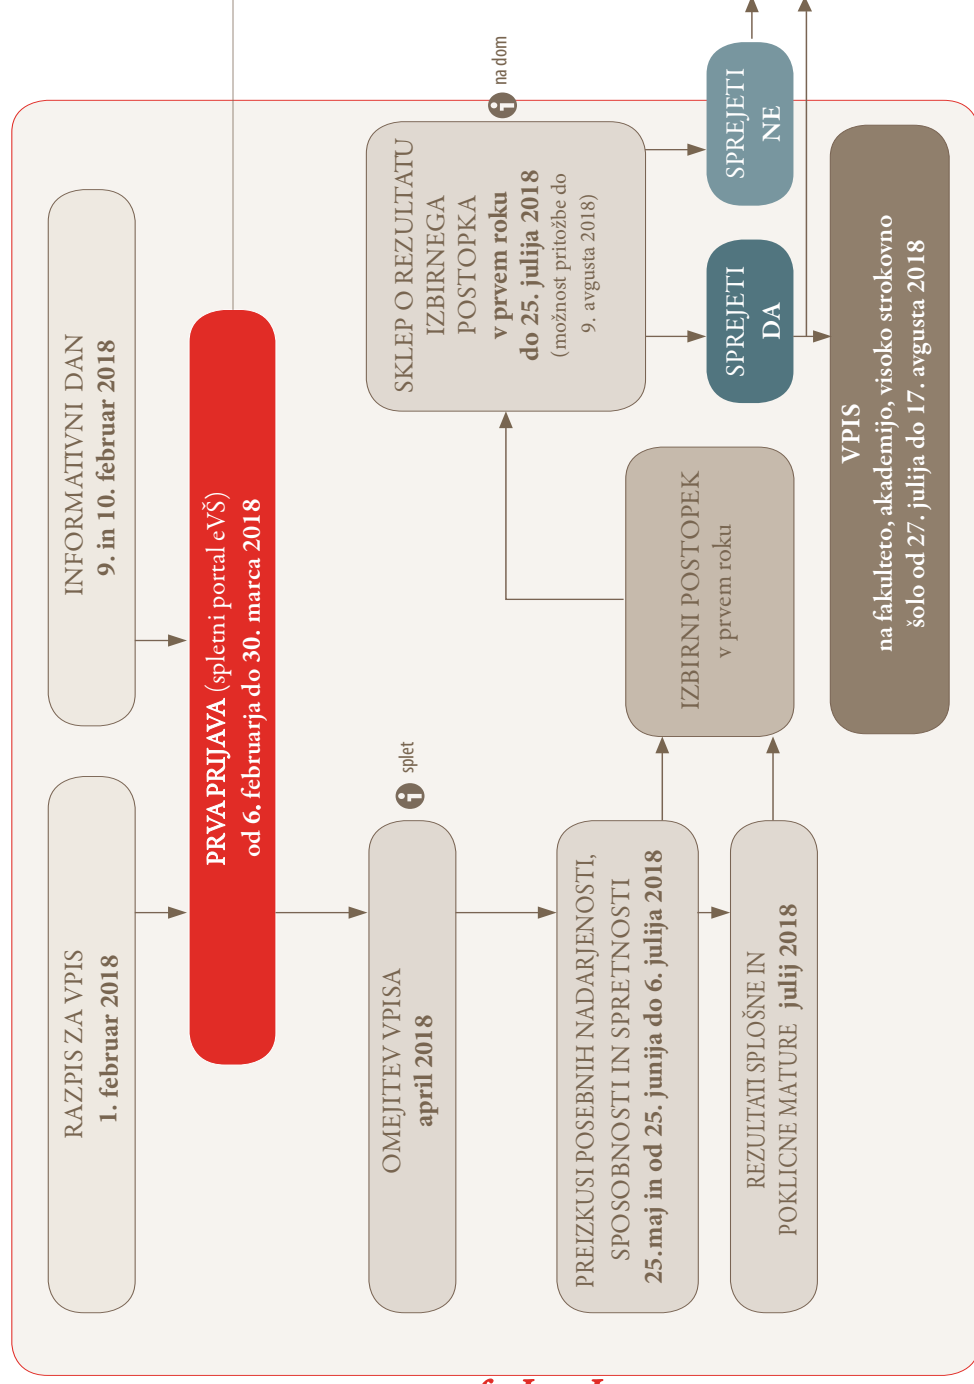 RAZPIS ZA VPIS
1. februar 2018
INFORMATIVNI DAN
9. in 10. februar 2018
PRVA PRIJAVA (spletni portal eVŠ)
od 6. februarja do 30. marca 2018
OMEJITEV VPISA
april 2018
splet
PREIZKUSI POSEBNIH NADARJENOSTI,
SPOSOBNOSTI IN SPRETNOSTI
25.maj in od 25. junija do 6. julija 2018
REZULTATI SPLOŠNE IN
POKLICNE MATURE julij 2018
IZBIRNI POSTOPEK
v prvem roku
SKLEP O REZULTATU
IZBIRNEGA
POSTOPKA
v prvem roku
do 25. julija 2018
(možnost pritožbe do
9. avgusta 2018)
na dom
SPREJETI
DA
SPREJETI
NE
VPIS
na fakulteto, akademijo, visoko strokovno
šolo od 27. julija do 17. avgusta 2018